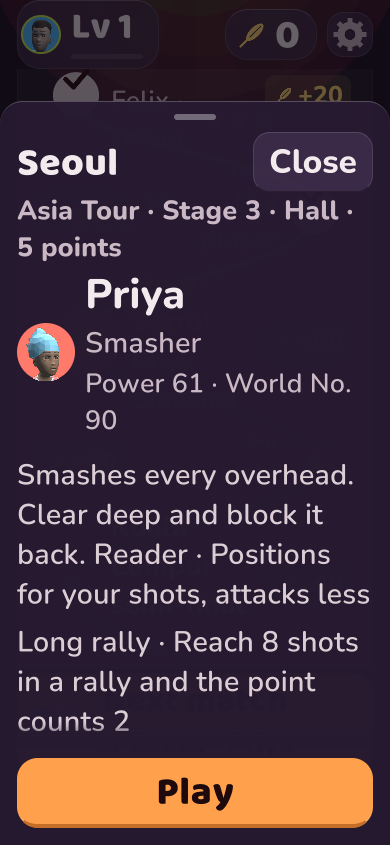 Lv 1
0
Felix ·
+20
Seoul
Close
Asia Tour · Stage 3 · Hall ·
5 points
Priya
Smasher
Power 61 · World No.
90
Smashes every overhead.
Clear deep and block it
back. Reader · Positions
for your shots, attacks less
Long rally · Reach 8 shots
in a rally and the point
counts 2
Play